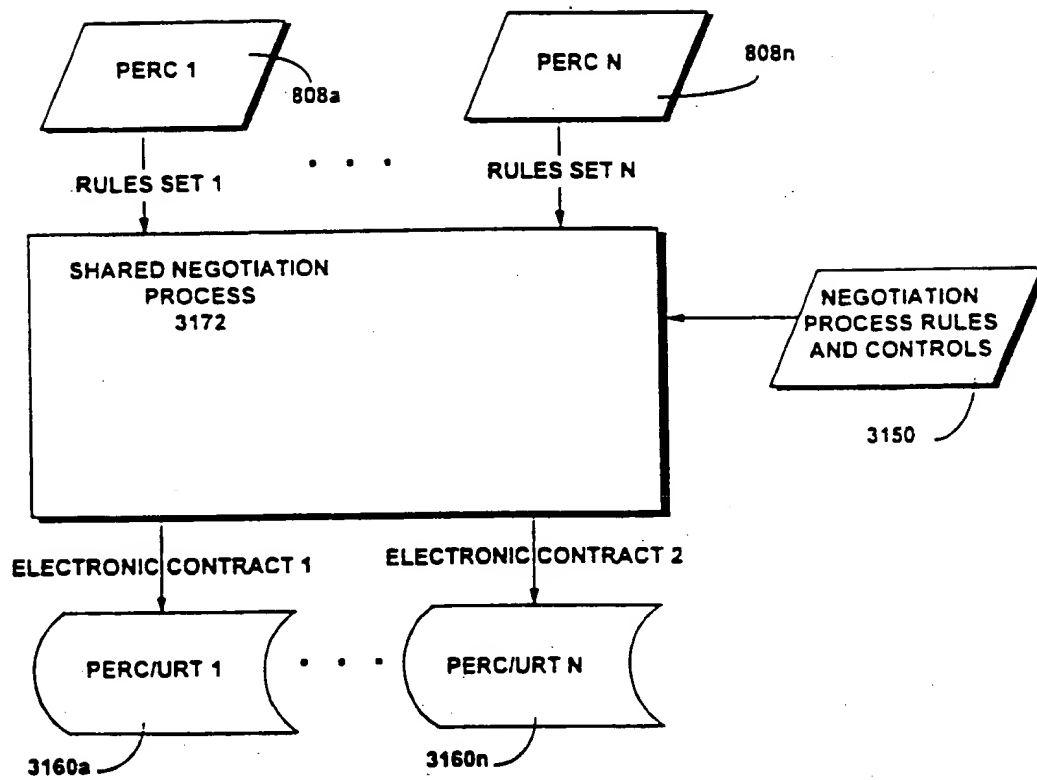 PERC 1
808a
PERC N
808n
RULES SET 1
RULES SET N
SHARED NEGOTIATION
PROCESS
3172
NEGOTIATION
PROCESS RULES
AND CONTROLS
3150
ELECTRONIC CONTRACT 1
ELECTRONIC CONTRACT 2
PERC/URT 1
PERC/URT N
3160a
3160n